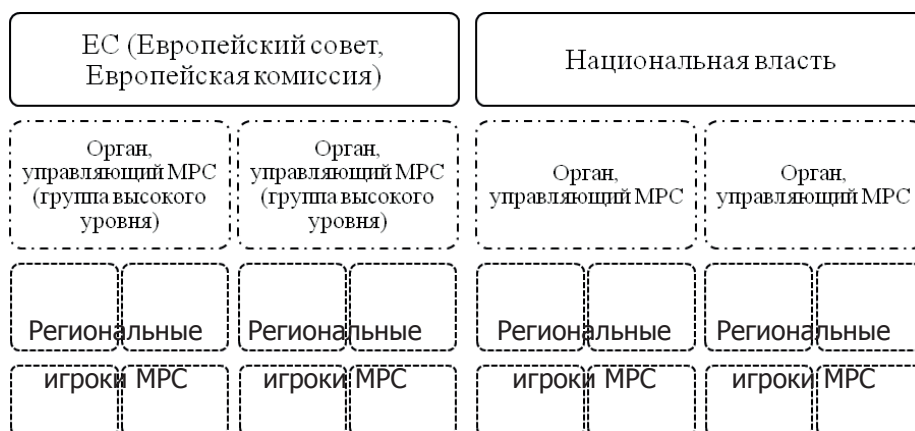 ЕС (Европейский совет,
Европейская комиссия)
Национальная власть
Орган,
управляющий МРС
(группа высокого
уровня)
Орган,
управляющий МРС
(группа высокого
уровня)
Орган,
управляющий МРС
Орган,
управляющий МРС
Региональные
игроки МРС
Региональные
игроки МРС
Региональные
игроки МРС
Региональные
игроки МРС